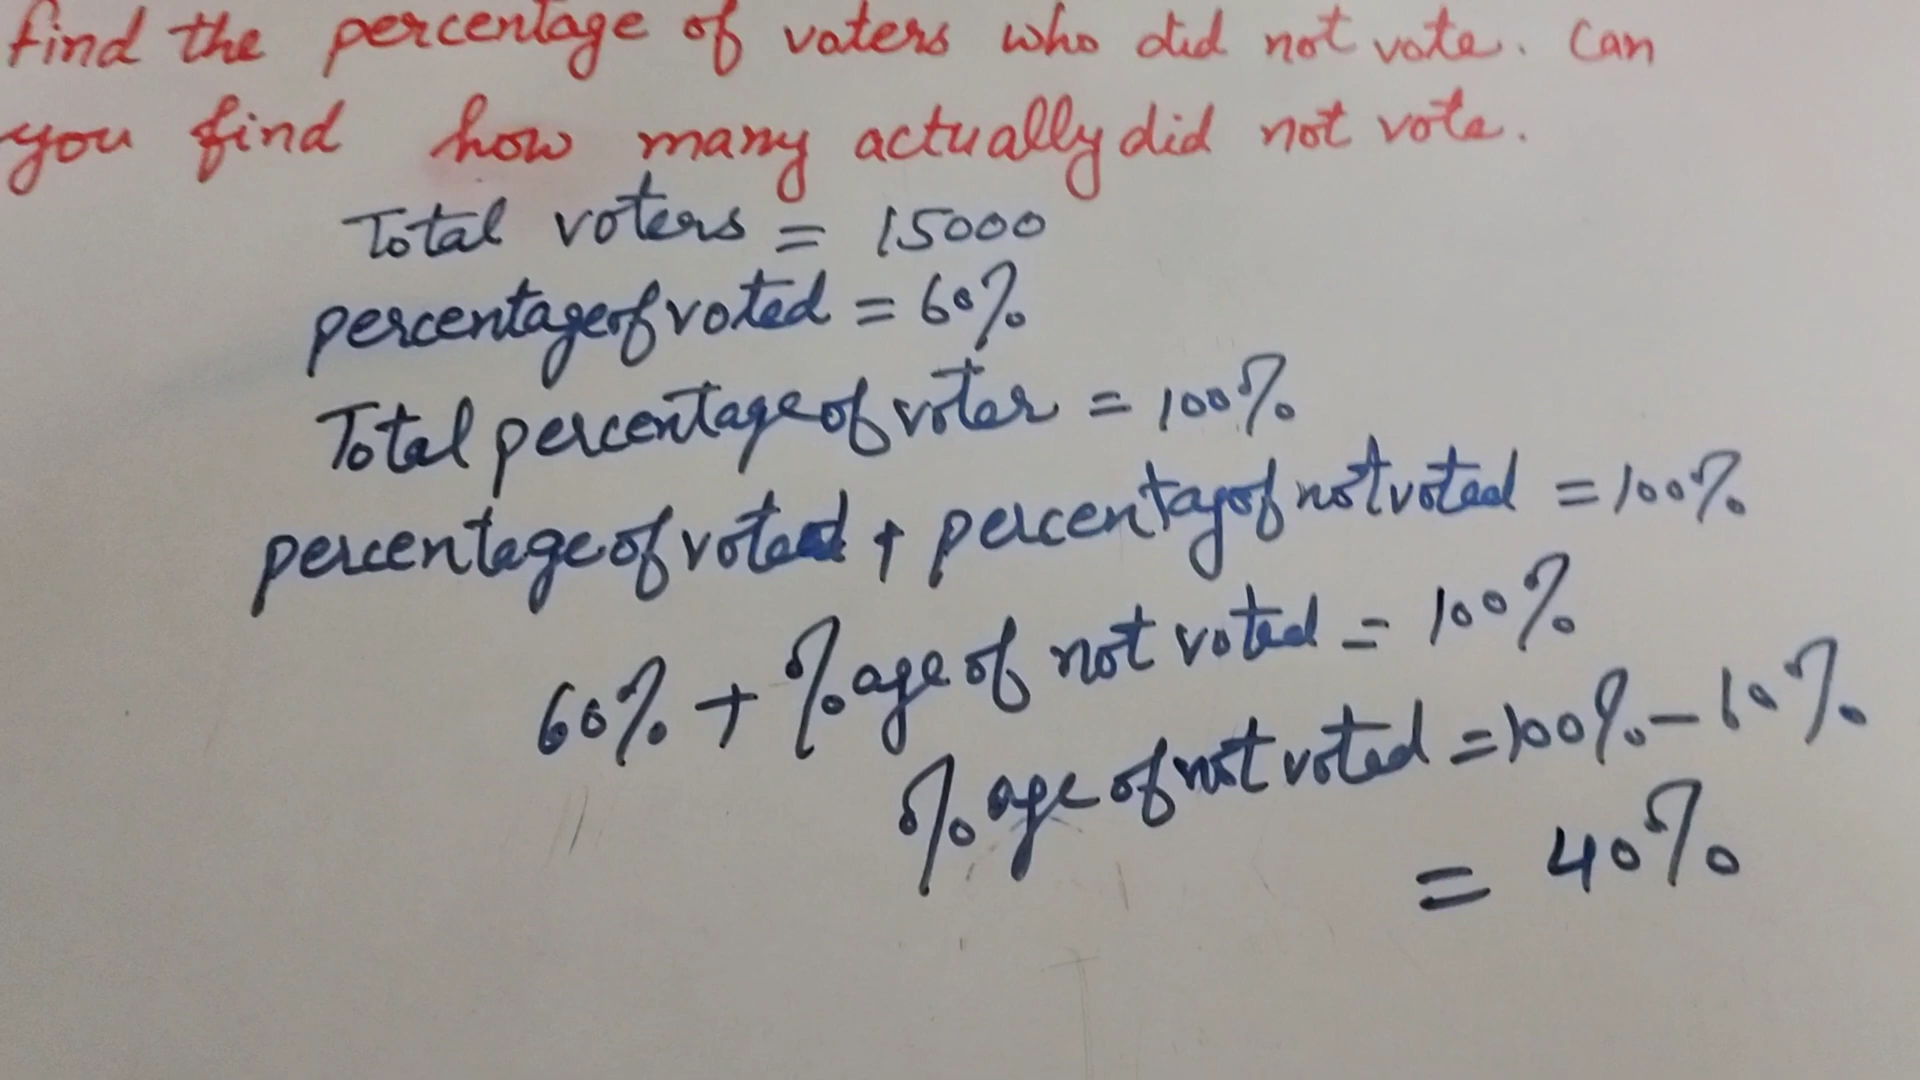 find the percentage of voters who did not vote. Can
you find how many actually did not vote.
Total voters = 15000
percentage of voted = 60%
Total percentage of voter = 100%
percentage of voted + percentag of not voted = 100%
60% + %age of not voted = 100%
%age of not voted = 100% - 60%
= 40%